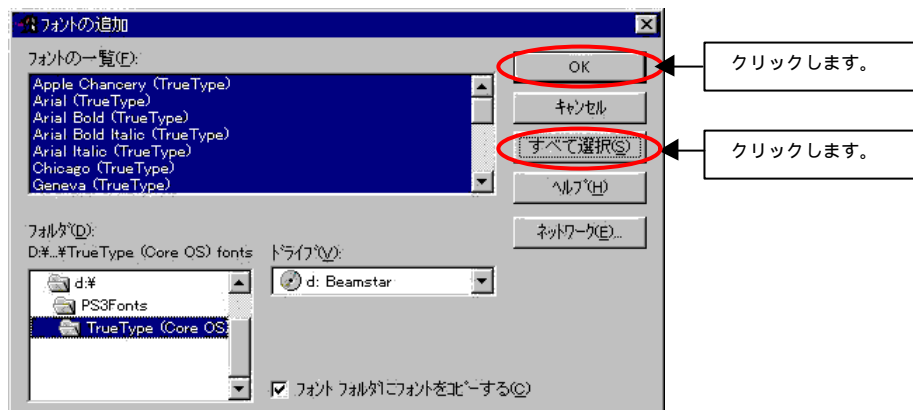 フォントの追加
フォントの一覧(F):
Apple Chancery (TrueType)
Arial (TrueType)
Arial Bold (TrueType)
Arial Bold Italic (TrueType)
Arial Italic (TrueType)
Chicago (TrueType)
Geneva (TrueType)
OK
キャンセル
すべて選択(S)
ヘルプ(H)
ネットワーク(E)...
クリックします。
クリックします。
フォルダ(D):
D:¥...¥TrueType (Core OS) fonts
d:¥
PS3Fonts
TrueType (Core OS)
ドライブ(V):
d: Beamstar
フォント フォルダにフォントをコピーする(C)